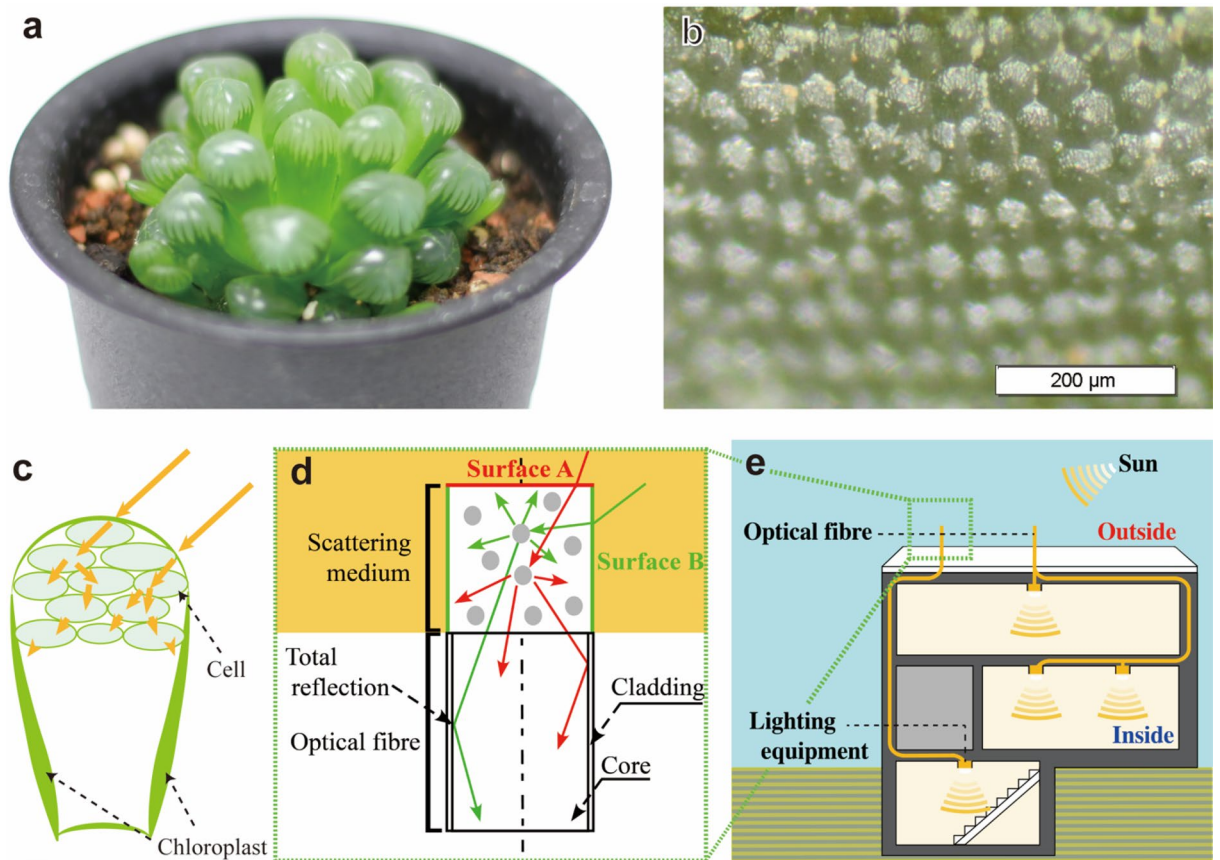 a
b
200 µm
c
Cell
Chloroplast
d
Surface A
Scattering
medium
Surface B
Total
reflection
Cladding
Optical fibre
Core
e
Sun
Optical fibre
Outside
Lighting
equipment
Inside